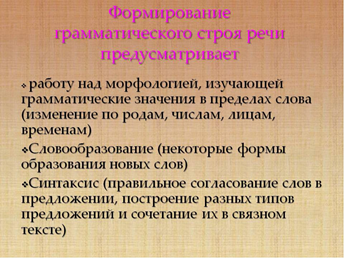 Формирование
грамматического строя речи
предусматривает
❖ работу над морфологией, изучающей
грамматические значения в пределах слова
(изменение по родам, числам, лицам,
временам)
❖Словообразование (некоторые формы
образования новых слов)
❖Синтаксис (правильное согласование слов в
предложении, построение разных типов
предложений и сочетание их в связном
тексте)